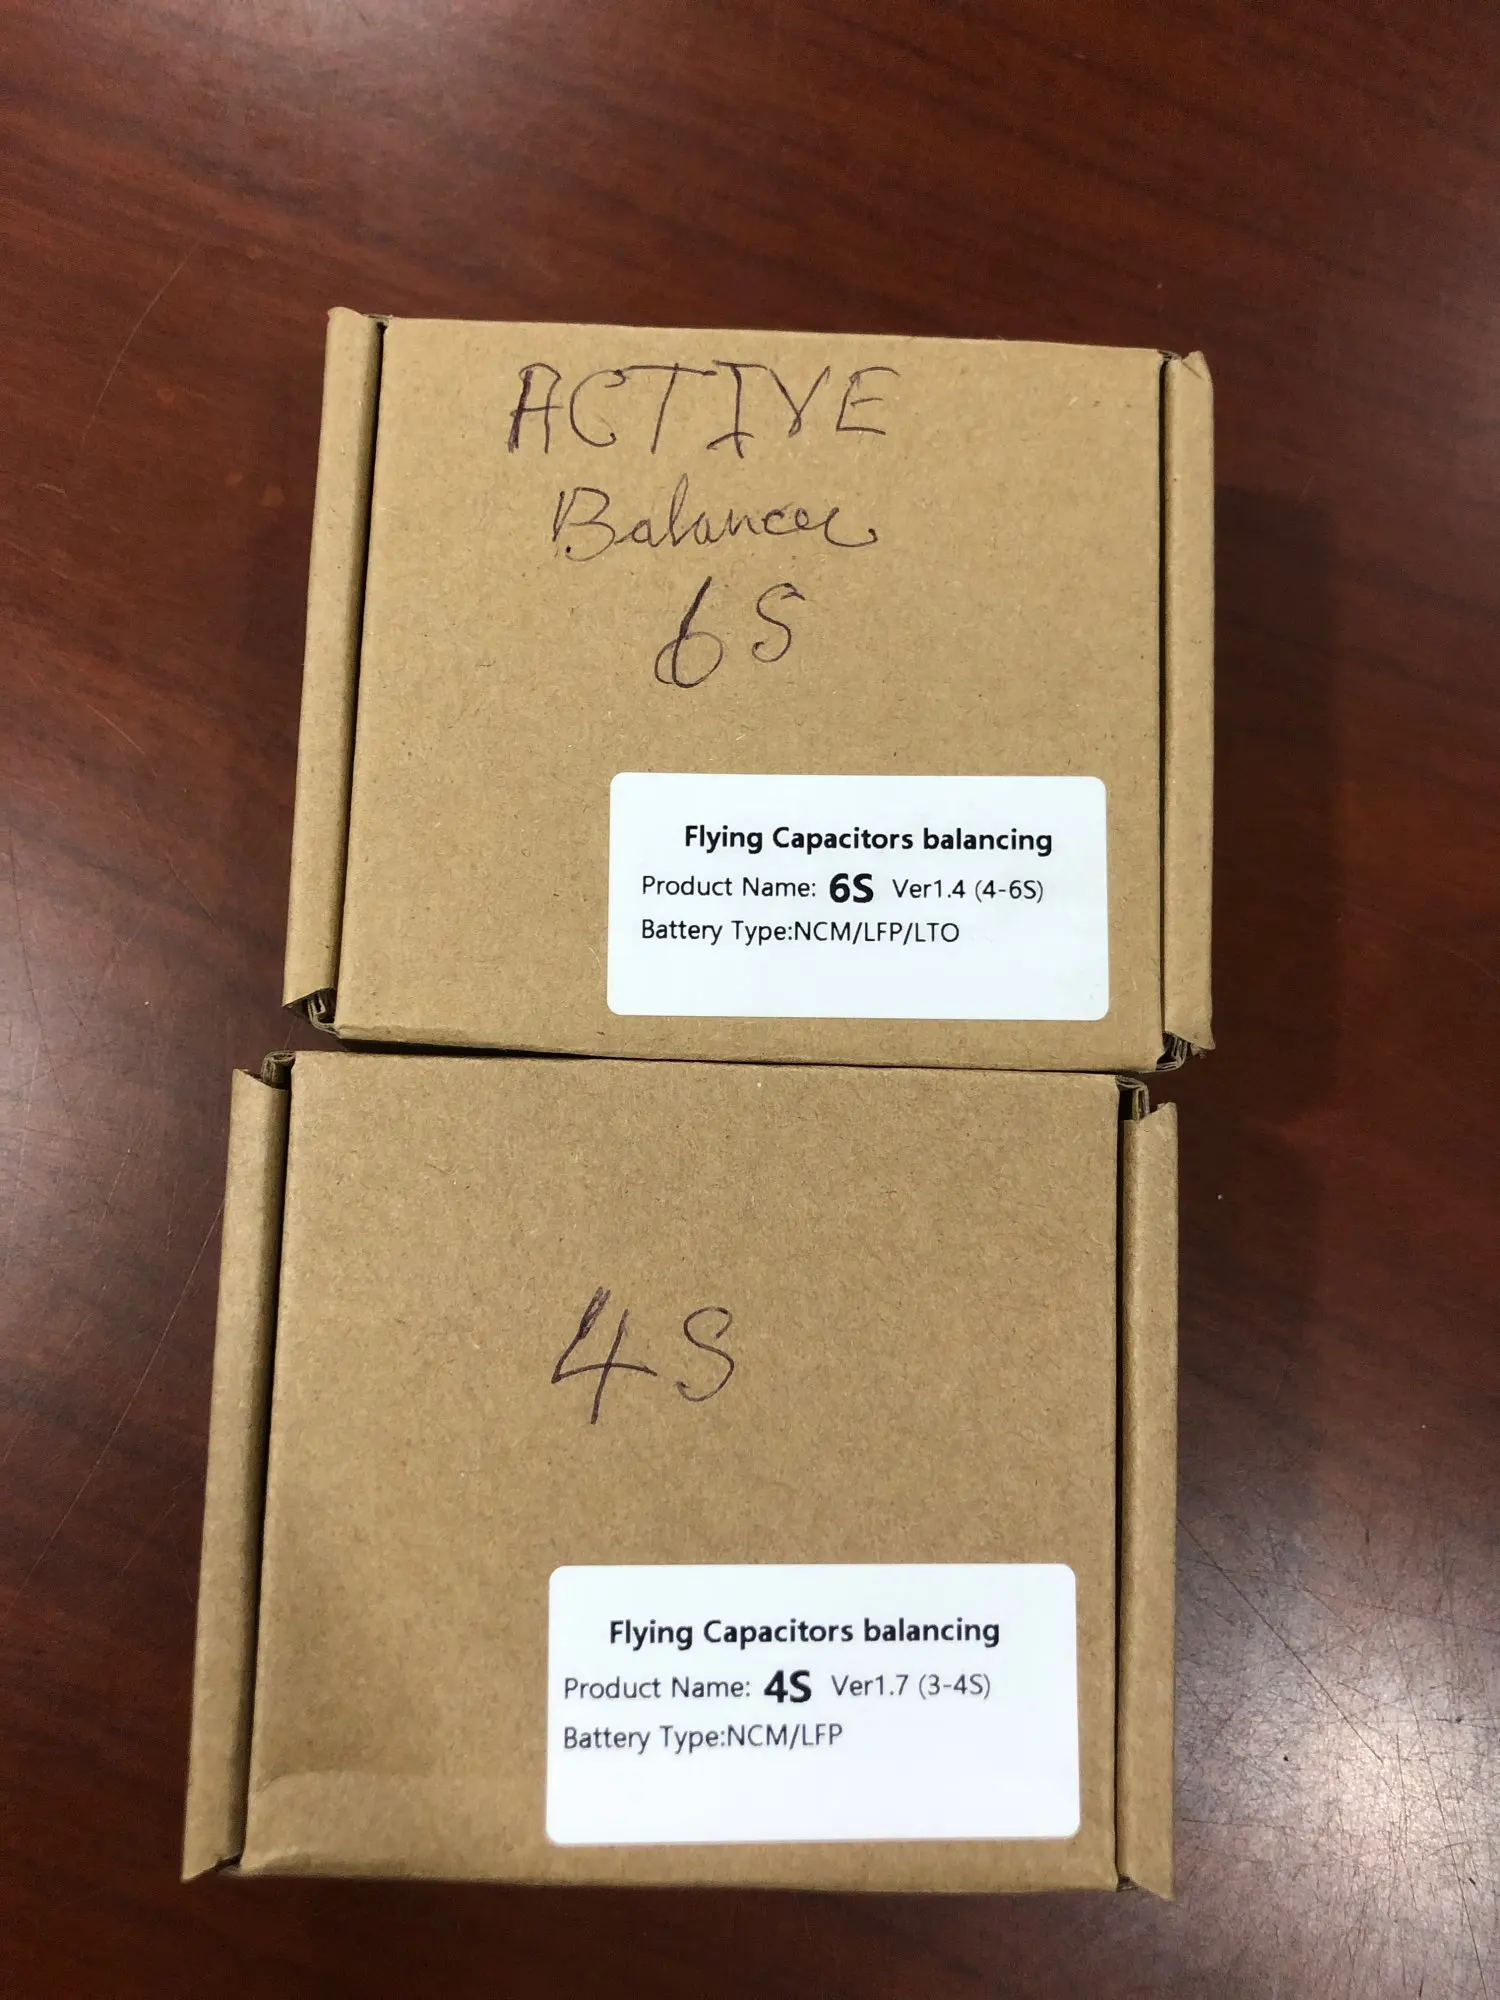 ACTIVE
Balancer
6S
Flying Capacitors balancing
Product Name: 6S Ver1.4 (4-6S)
Battery Type:NCM/LFP/LTO
4S
Flying Capacitors balancing
Product Name: 4S Ver1.7 (3-4S)
Battery Type:NCM/LFP